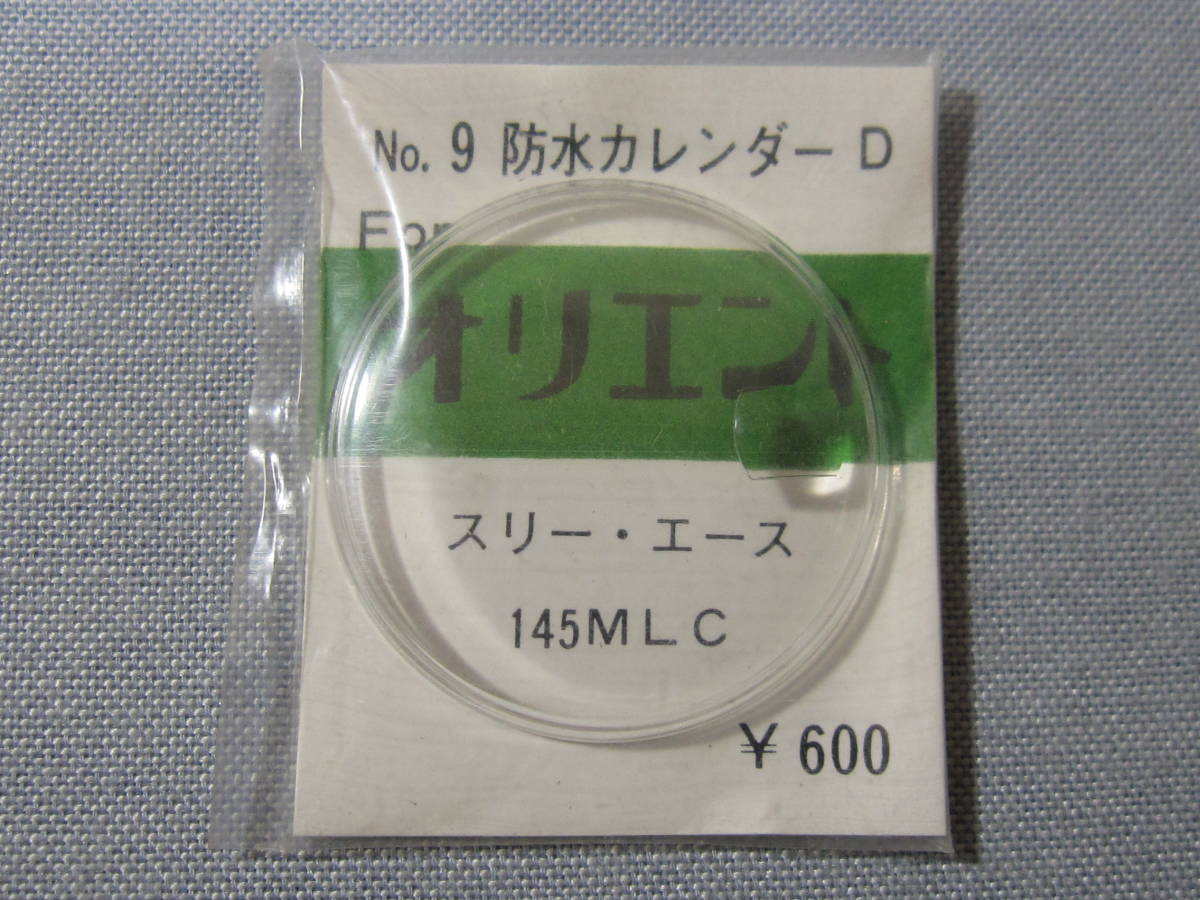 No. 9 防水カレンダー D
For
オリエント
スリー・エース
145MLC
¥ 600